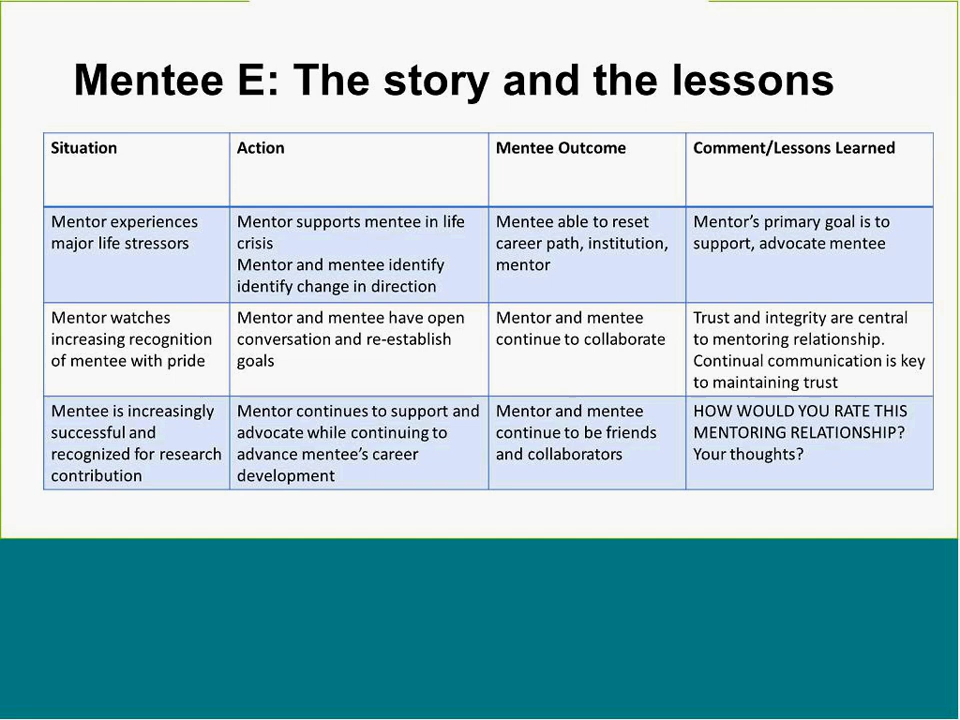 Mentee E: The story and the lessons
Situation
Action
Mentee Outcome
Comment/Lessons Learned
Mentor experiences
major life stressors
Mentor supports mentee in life
crisis
Mentor and mentee identify
identify change in direction
Mentee able to reset
career path, institution,
mentor
Mentor’s primary goal is to
support, advocate mentee
Mentor watches
increasing recognition
of mentee with pride
Mentor and mentee have open
conversation and re-establish
goals
Mentor and mentee
continue to collaborate
Trust and integrity are central
to mentoring relationship.
Continual communication is key
to maintaining trust
Mentee is increasingly
successful and
recognized for research
contribution
Mentor continues to support and
advocate while continuing to
advance mentee’s career
development
Mentor and mentee
continue to be friends
and collaborators
HOW WOULD YOU RATE THIS
MENTORING RELATIONSHIP?
Your thoughts?